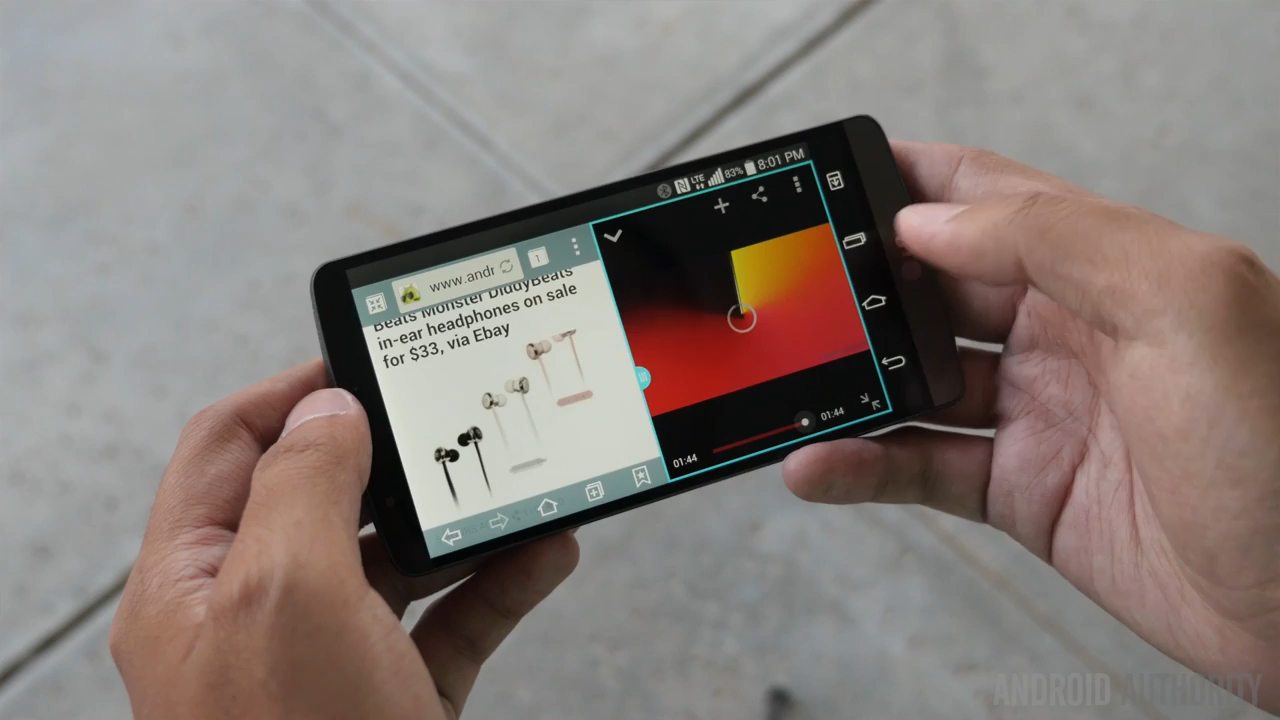 LTE 83% 8:01 PM
www.andr
1
Beats Monster DiddyBeats
in-ear headphones on sale
for $33, via Ebay
01:44
01:44
ANDROID AUTHORITY